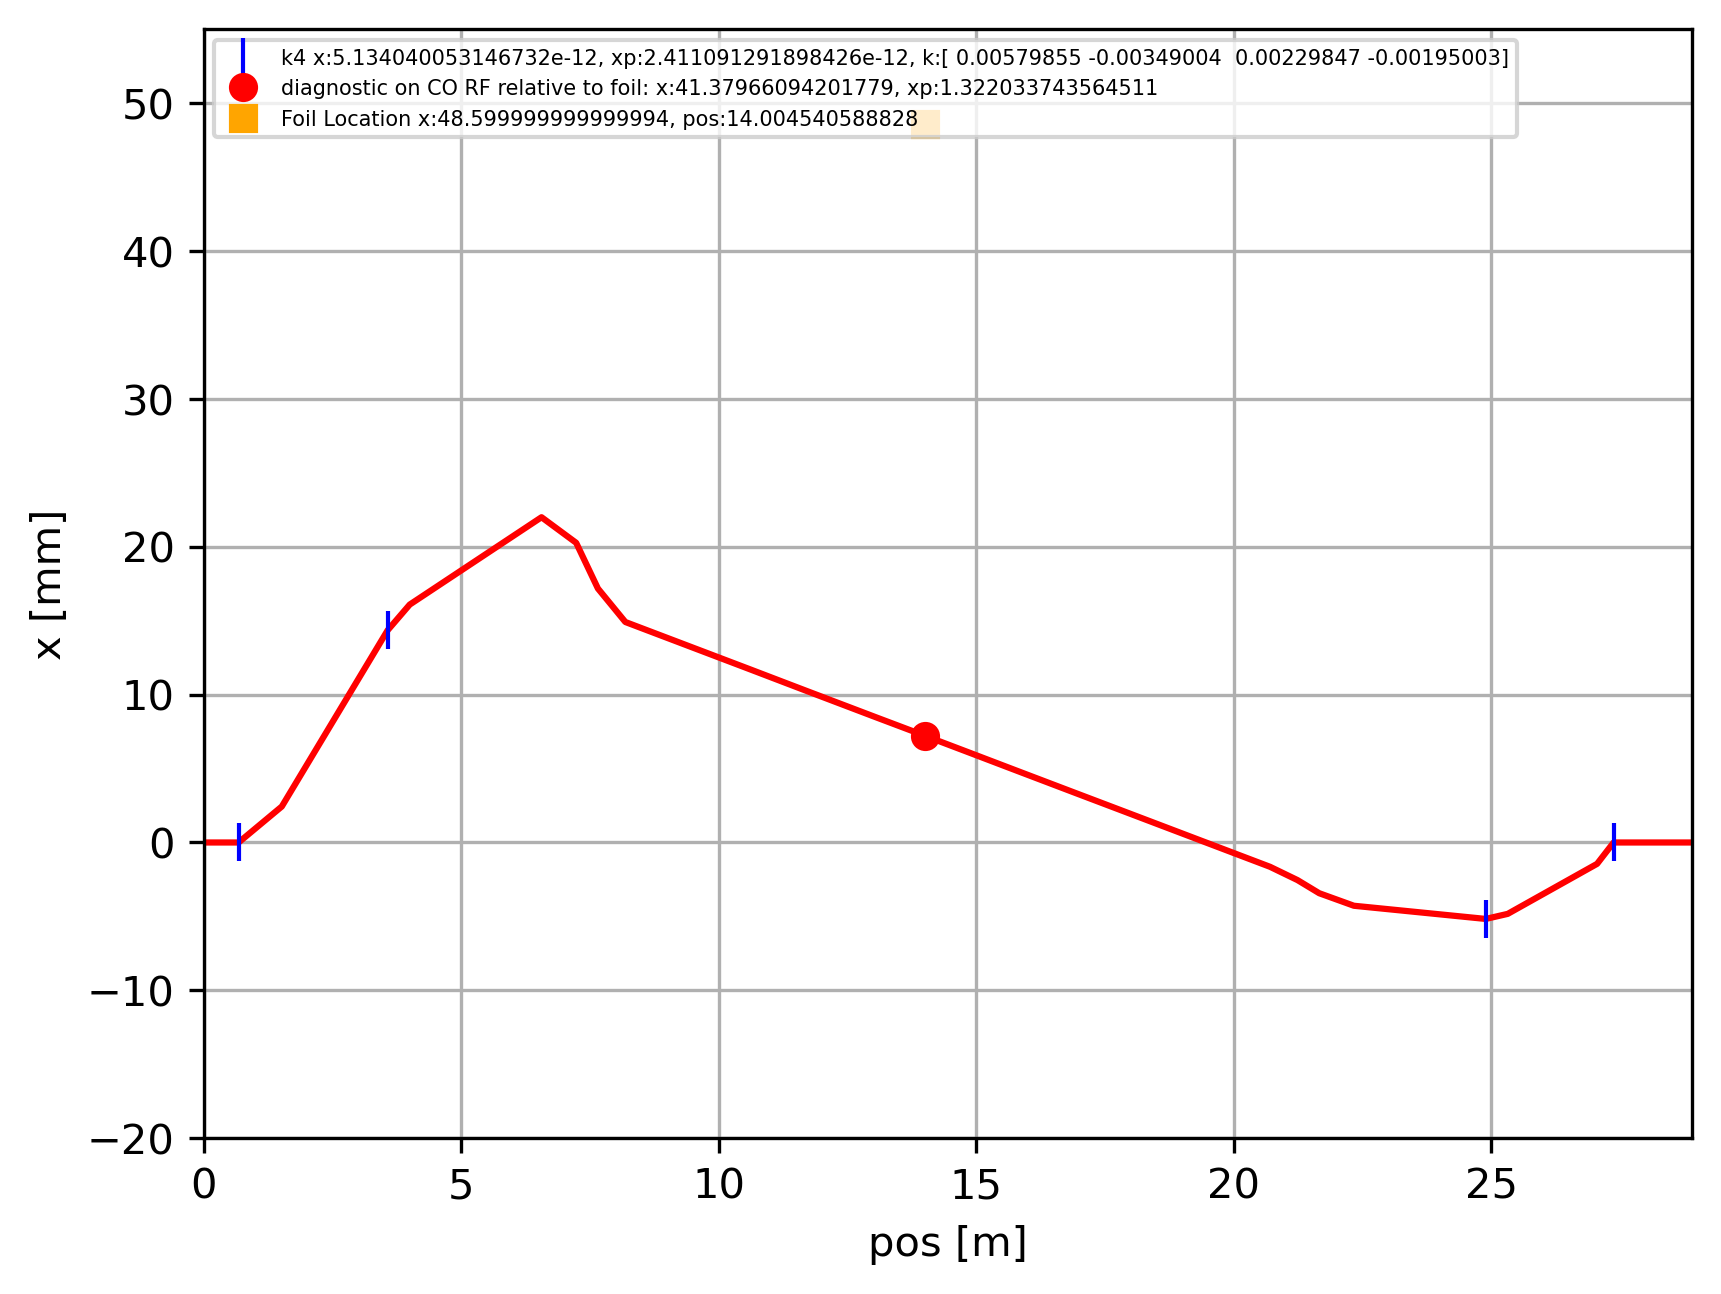 k4 x:5.134040053146732e-12, xp:2.411091291898426e-12, k:[ 0.00579855 -0.00349004  0.00229847 -0.00195003]
diagnostic on CO RF relative to foil: x:41.37966094201779, xp:1.322033743564511
Foil Location x:48.599999999999994, pos:14.004540588828
50
40
30
20
10
0
−10
−20
x [mm]
0 5 10 15 20 25
pos [m]